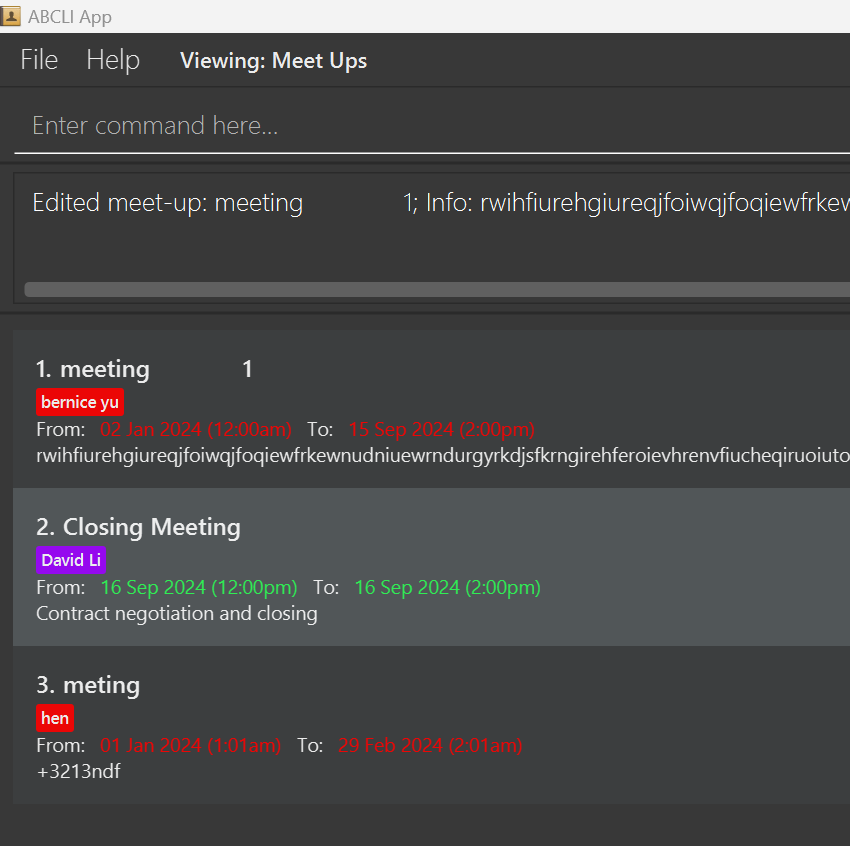 ABCLI App
File Help Viewing: Meet Ups
Enter command here...
Edited meet-up: meeting 1; Info: rwihfiurehgiureqjfoiwqjfoqiewfrkew
1. meeting 1
bernice yu
From: 02 Jan 2024 (12:00am) To: 15 Sep 2024 (2:00pm)
rwihfiurehgiureqjfoiwqjfoqiewfrkewnudniuewrndurgyrkdjsfkrngirehferoievhrenvfiucheqiruoiuto
2. Closing Meeting
David Li
From: 16 Sep 2024 (12:00pm) To: 16 Sep 2024 (2:00pm)
Contract negotiation and closing
3. meting
hen
From: 01 Jan 2024 (1:01am) To: 29 Feb 2024 (2:01am)
+3213ndf